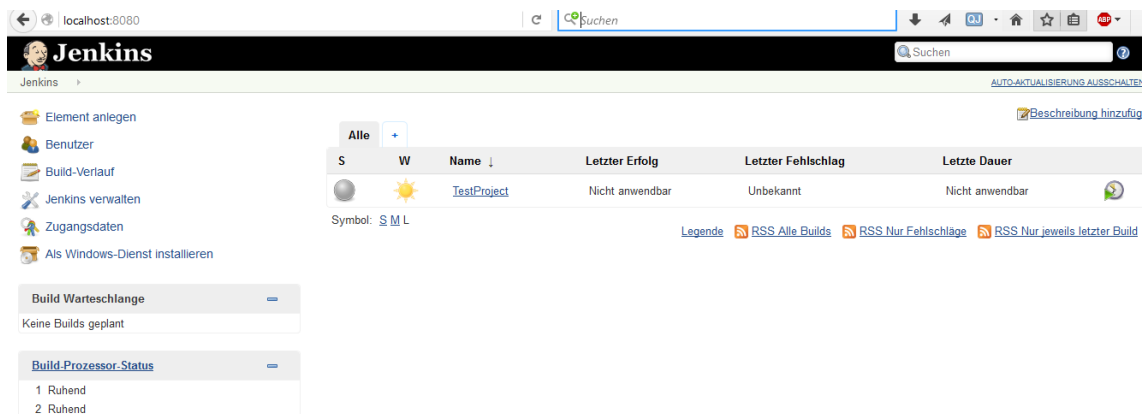 localhost:8080 Suchen QJ ABP
Jenkins Suchen
Jenkins AUTO-AKTUALISIERUNG AUSSCHALTEN
Beschreibung hinzufüg
Element anlegen
Benutzer
Build-Verlauf
Jenkins verwalten
Zugangsdaten
Als Windows-Dienst installieren
Build Warteschlange
Keine Builds geplant
Build-Prozessor-Status
1 Ruhend
2 Ruhend
Alle +
S W Name ↓ Letzter Erfolg Letzter Fehlschlag Letzte Dauer
TestProject Nicht anwendbar Unbekannt Nicht anwendbar
Symbol: S M L
Legende RSS Alle Builds RSS Nur Fehlschläge RSS Nur jeweils letzter Build